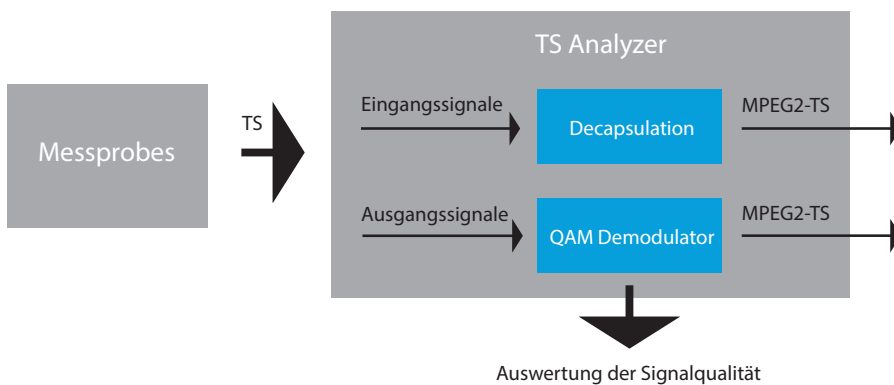 TS Analyzer
Messprobes
TS
Eingangssignale
Decapsulation
MPEG2-TS
Ausgangssignale
QAM Demodulator
MPEG2-TS
Auswertung der Signalqualität